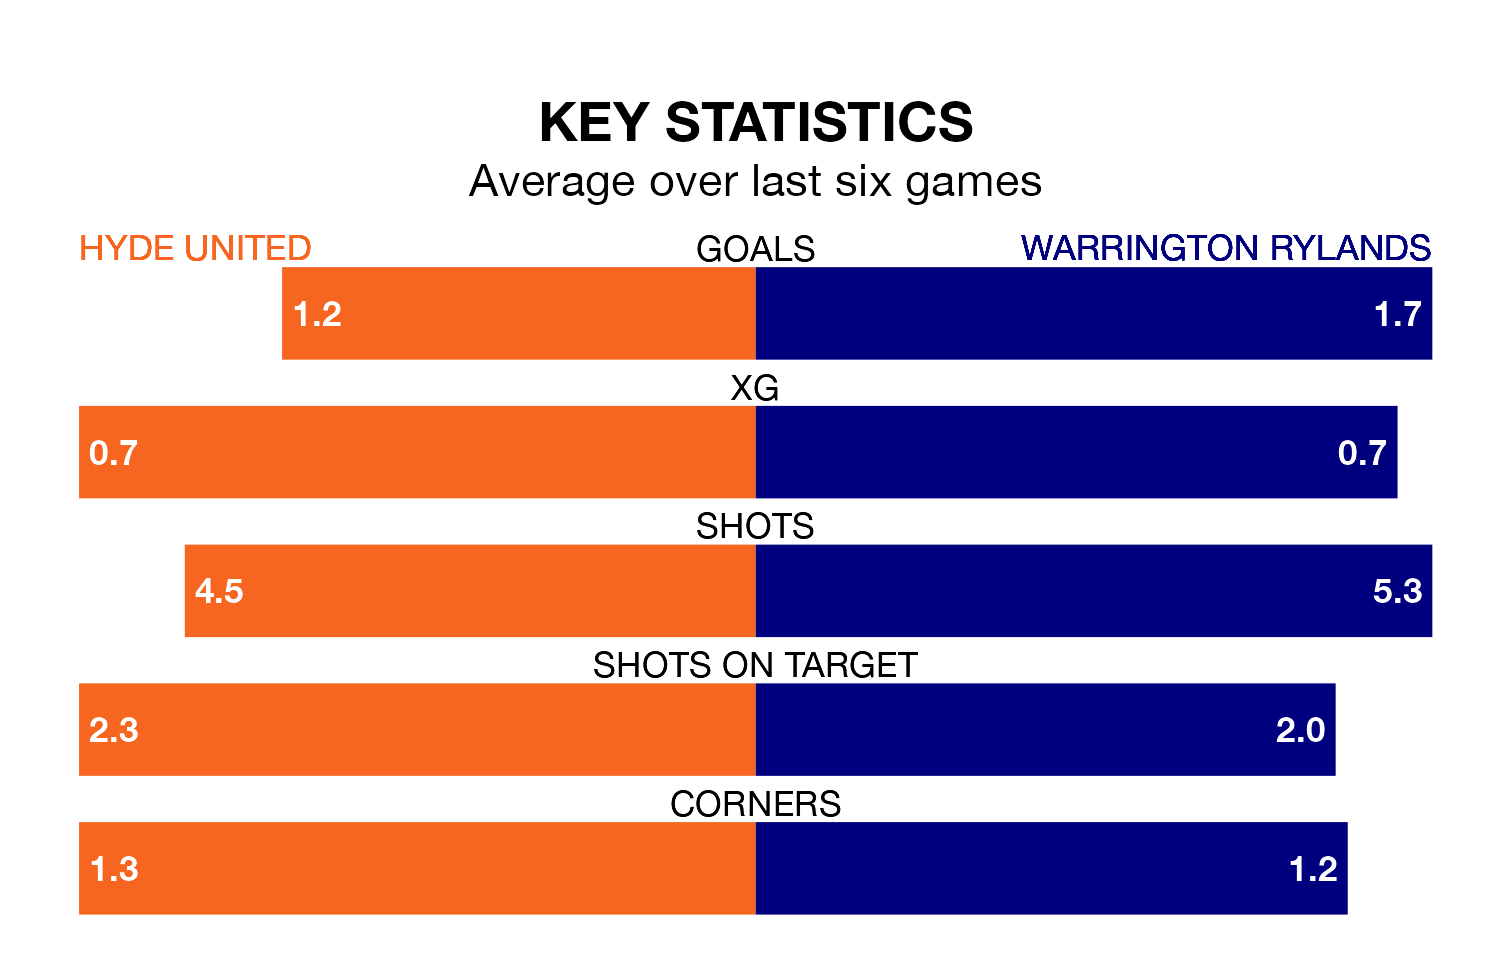 KEY STATISTICS
Average over last six games
HYDE UNITED GOALS WARRINGTON RYLANDS
1.2 1.7
XG
0.7 0.7
SHOTS
4.5 5.3
SHOTS ON TARGET
2.3 2.0
CORNERS
1.3 1.2